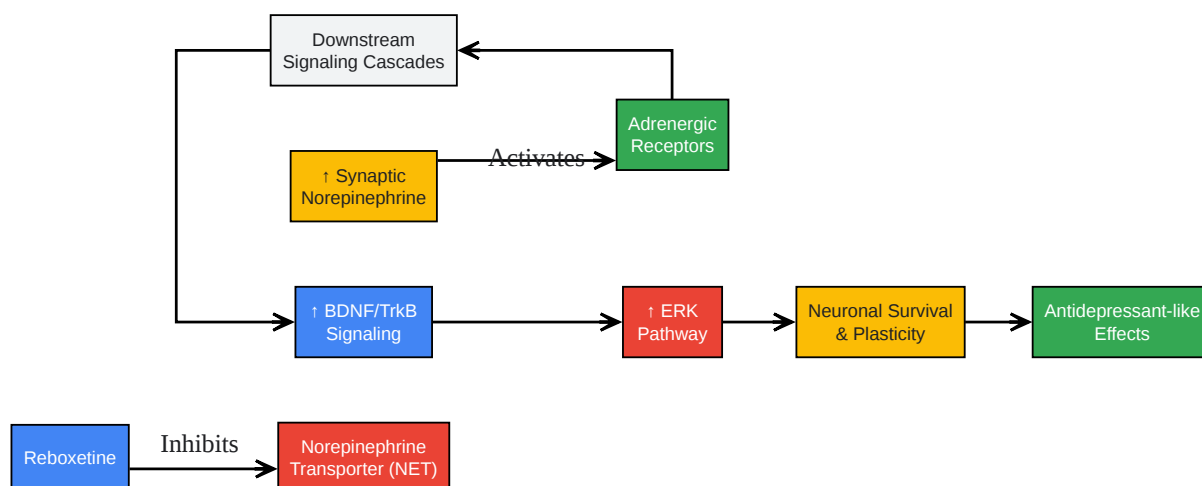 Downstream
Signaling Cascades
Adrenergic
Receptors
Activates
↑ Synaptic
Norepinephrine
↑ BDNF/TrkB
Signaling
↑ ERK
Pathway
Neuronal Survival
& Plasticity
Antidepressant-like
Effects
Reboxetine
Inhibits
Norepinephrine
Transporter (NET)